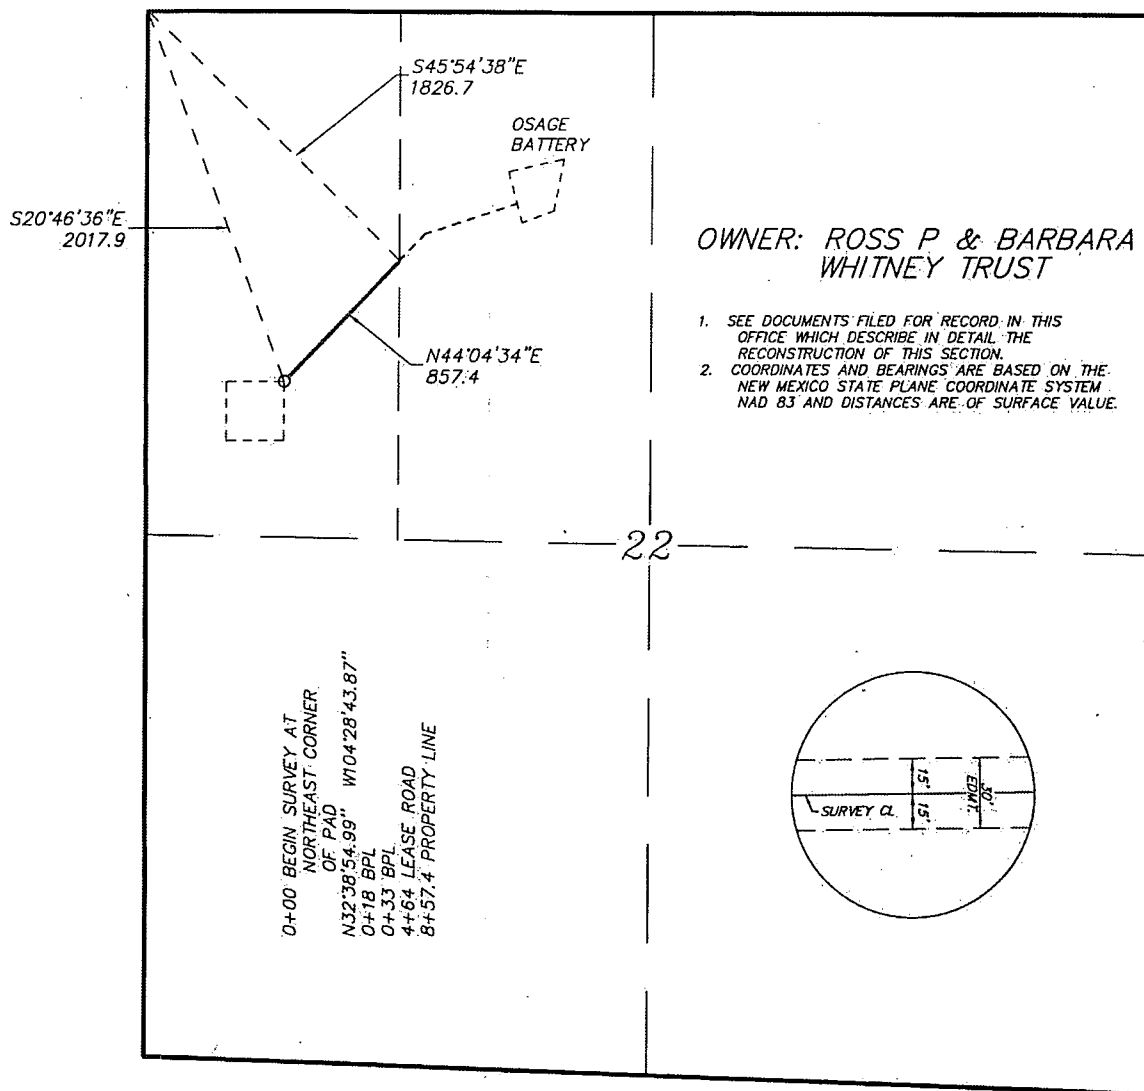 S45°54'38"E
1826.7
OSAGE
BATTERY
S20°46'36"E
2017.9
OWNER: ROSS P & BARBARA
WHITNEY TRUST
1. SEE DOCUMENTS FILED FOR RECORD IN THIS
OFFICE WHICH DESCRIBE IN DETAIL THE
RECONSTRUCTION OF THIS SECTION.
2. COORDINATES AND BEARINGS ARE BASED ON THE
NEW MEXICO STATE PLANE COORDINATE SYSTEM
NAD 83 AND DISTANCES ARE OF SURFACE VALUE.
N44°04'34"E
857.4
22
0+00 BEGIN SURVEY AT
NORTHEAST CORNER
OF PAD
N32°38'54.99" W104°28'43.87"
0+18 BPL
0+33 BPL
4+64 LEASE ROAD
8+57.4 PROPERTY LINE
15' 15'
30'
EDMT.
SURVEY CL